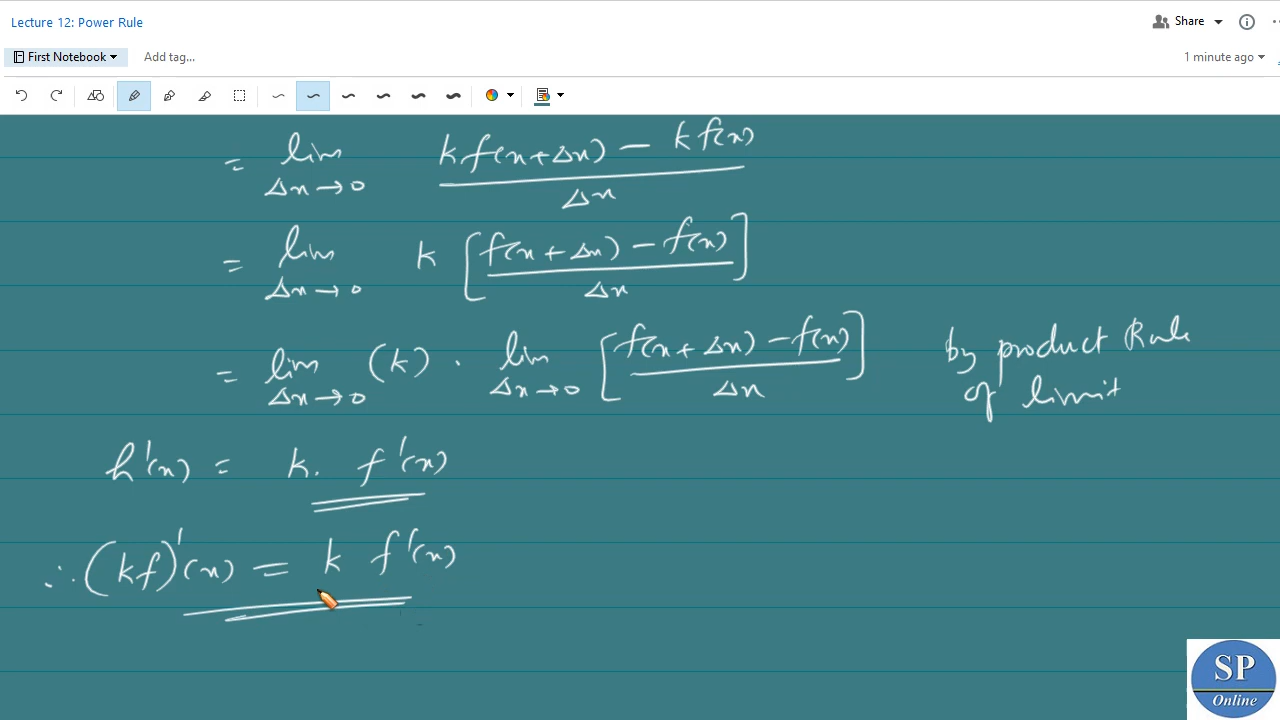 Lecture 12: Power Rule
Share
First Notebook
Add tag...
1 minute ago
= lim Δx→0 kf(x+Δx) − kf(x) / Δx
= lim Δx→0 k [f(x+Δx) − f(x) / Δx]
= lim Δx→0 (k) · lim Δx→0 [f(x+Δx) − f(x) / Δx] by product Rule
of limit
h'(x) = k. f'(x)
∴ (kf)'(x) = k f'(x)
SP
Online